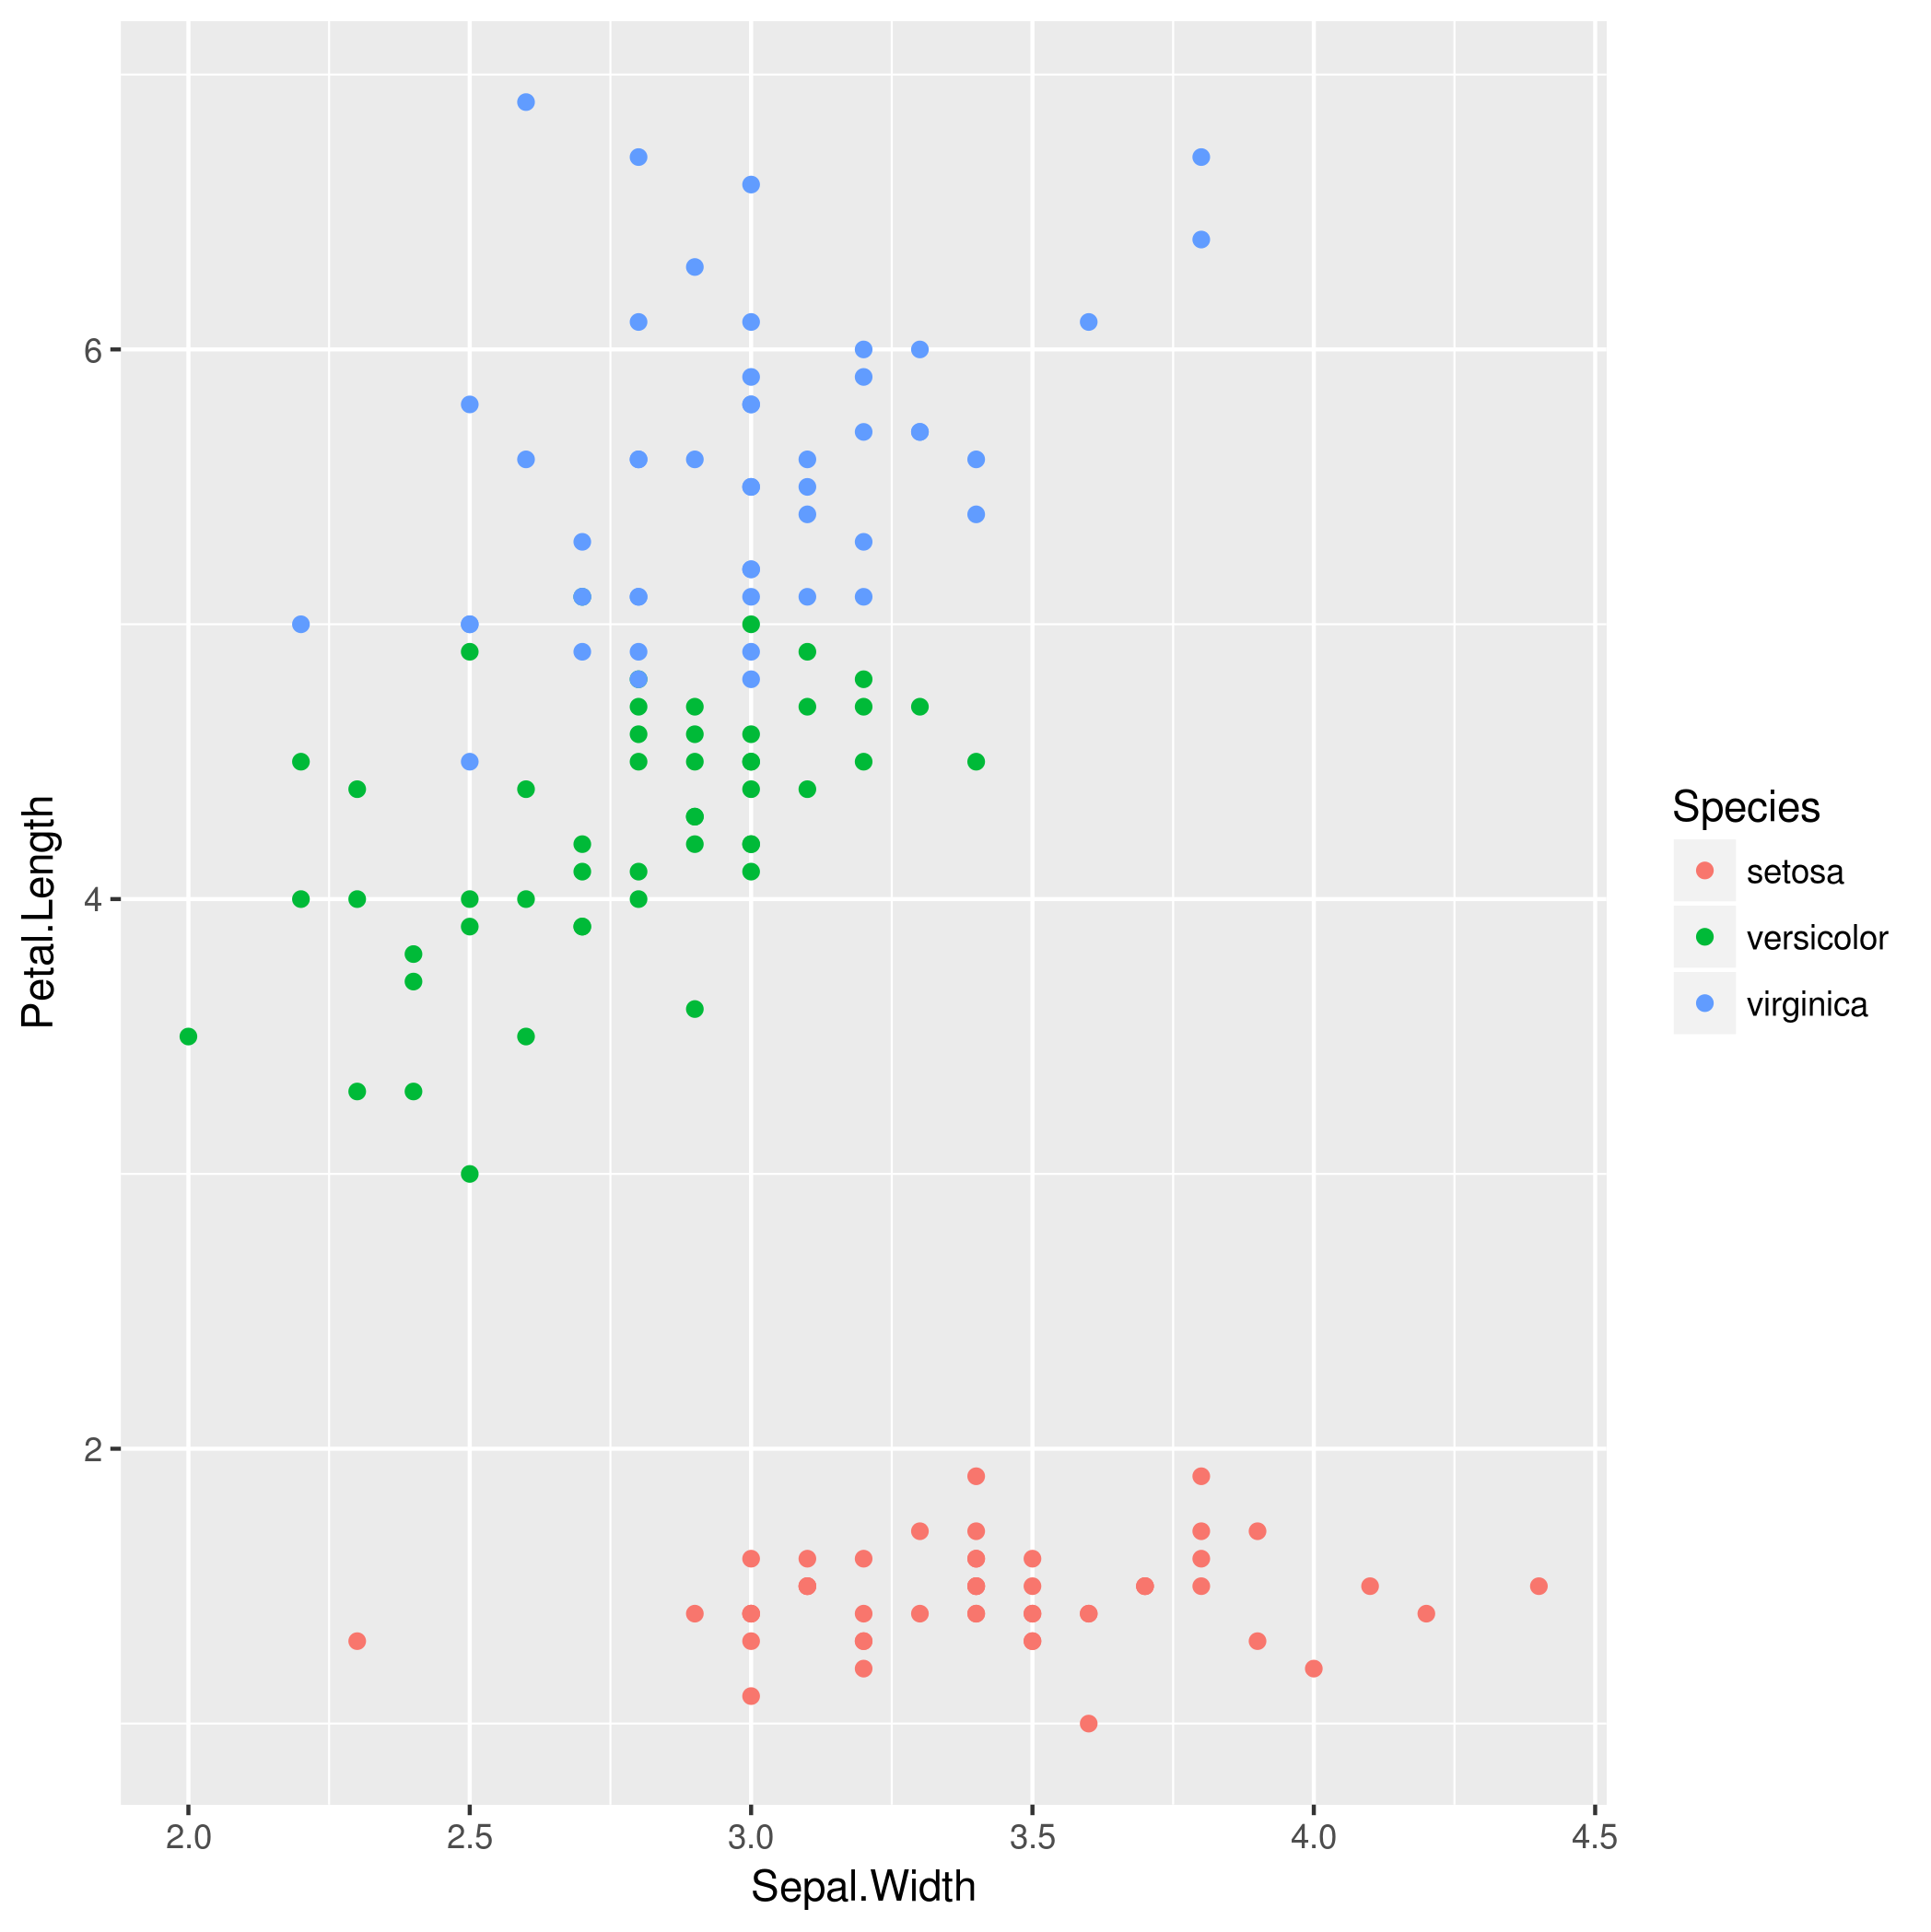 6
4
2
Petal.Length
2.0 2.5 3.0 3.5 4.0 4.5
Sepal.Width
Species
setosa
versicolor
virginica